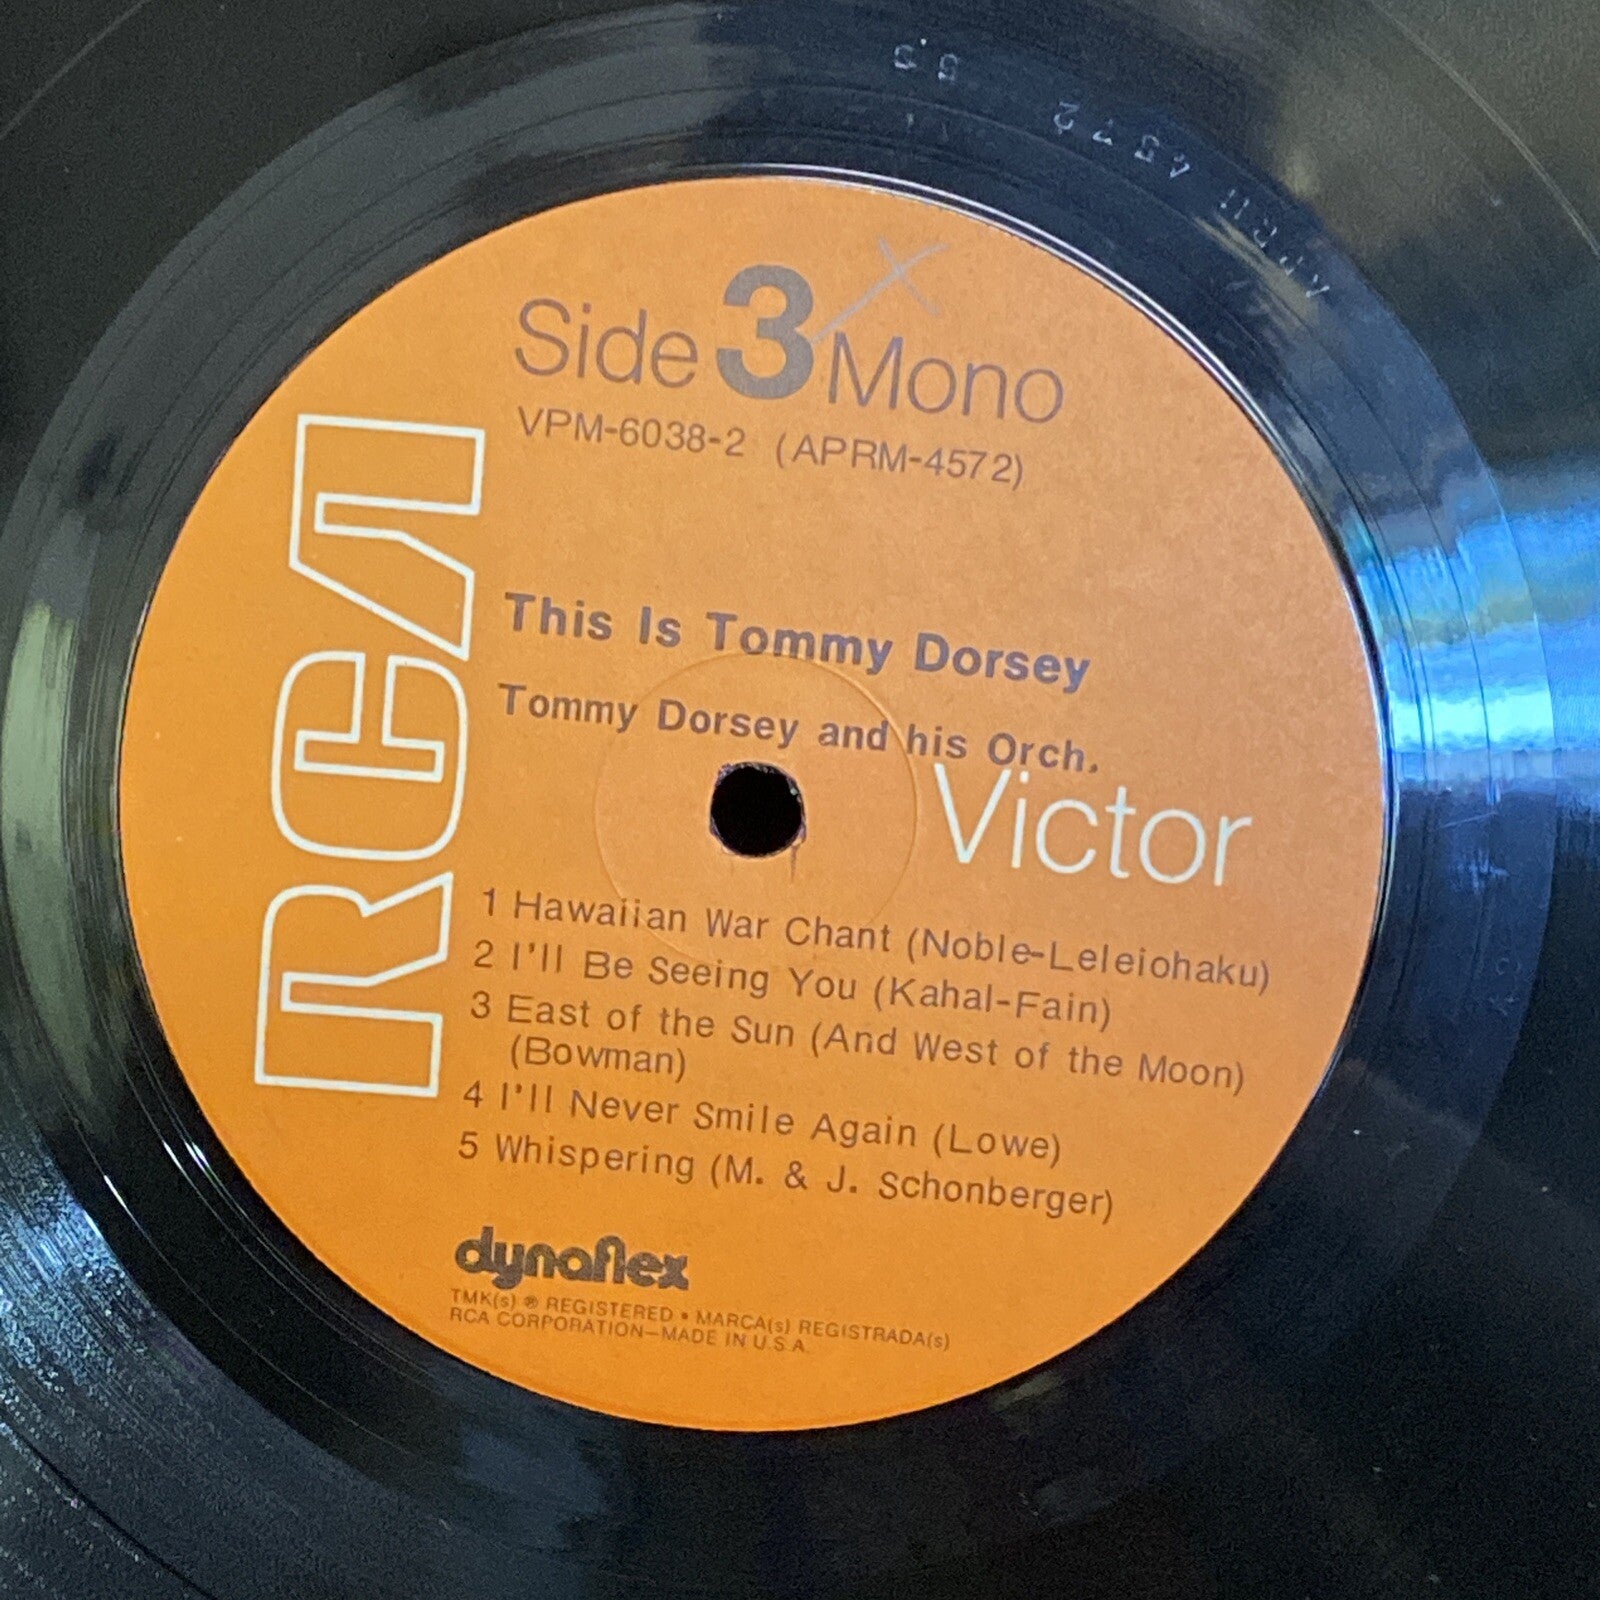 Side 3 Mono
VPM-6038-2 (APRM-4572)
RCA
This Is Tommy Dorsey
Tommy Dorsey and his Orch.
Victor
1 Hawaiian War Chant (Noble-Leleiohaku)
2 I'll Be Seeing You (Kahal-Fain)
3 East of the Sun (And West of the Moon)
(Bowman)
4 I'll Never Smile Again (Lowe)
5 Whispering (M. & J. Schonberger)
dynaflex
TMK(s) ® REGISTERED • MARCA(s) REGISTRADA(s)
RCA CORPORATION—MADE IN U.S.A.